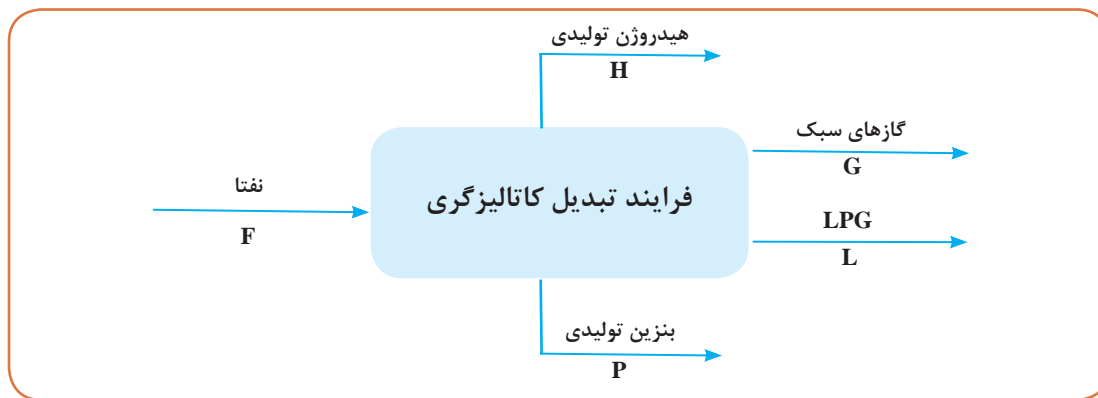 هیدروژن تولیدی
H
گازهای سبک
G
نفتا
F
فرایند تبدیل کاتالیزگری
LPG
L
بنزین تولیدی
P